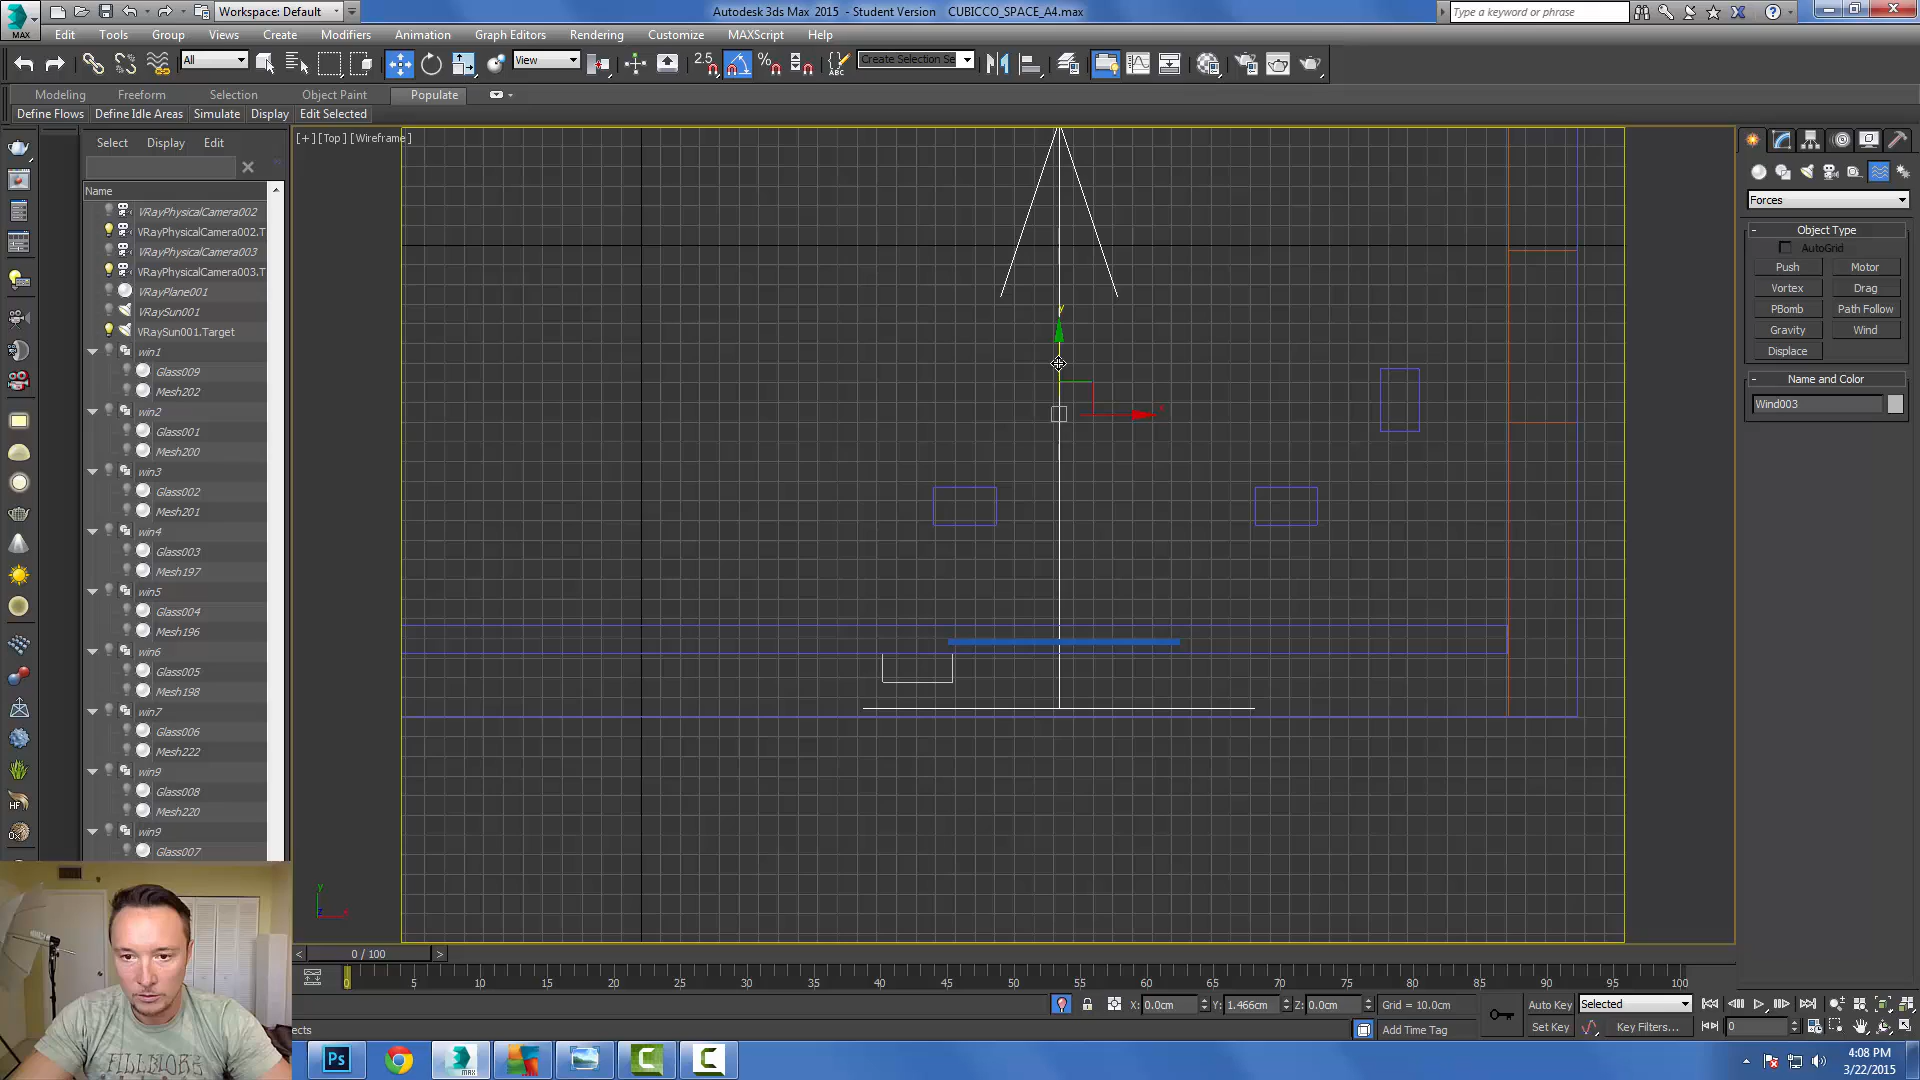 Workspace: Default
Autodesk 3ds Max 2015 - Student Version CUBICCO_SPACE_A4.max
Type a keyword or phrase
MAX
Edit Tools Group Views Create Modifiers Animation Graph Editors Rendering Customize MAXScript Help
All View 2.5 Create Selection Se
Modeling Freeform Selection Object Paint Populate
Define Flows Define Idle Areas Simulate Display Edit Selected
Select Display Edit
[+] [Top] [Wireframe]
Name
VRayPhysicalCamera002
VRayPhysicalCamera002.T
VRayPhysicalCamera003
VRayPhysicalCamera003.T
VRayPlane001
VRaySun001
VRaySun001.Target
win1
Glass009
Mesh202
win2
Glass001
Mesh200
win3
Glass002
Mesh201
win4
Glass003
Mesh197
win5
Glass004
Mesh196
win6
Glass005
Mesh198
win7
Glass006
Mesh222
win9
Glass008
Mesh220
win9
Glass007
Forces
Object Type
AutoGrid
Push Motor
Vortex Drag
PBomb Path Follow
Gravity Wind
Displace
Name and Color
Wind003
y
x
0 / 100
0 5 10 15 20 25 30 35 40 45 50 55 60 65 70 75 80 85 90 95 100
X: 0.0cm Y: 1.466cm Z: 0.0cm Grid = 10.0cm Auto Key Selected
ects Add Time Tag Set Key Key Filters... 0
Ps MAX
4:08 PM
3/22/2015